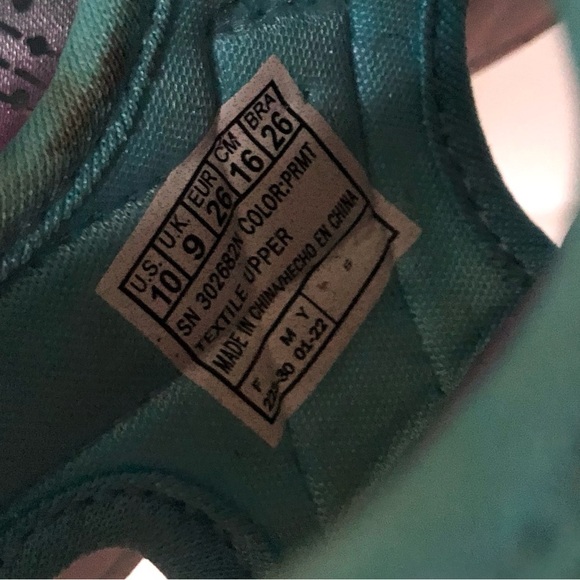 U.S. U.K. EUR CM BRA
10 9 26 16 26
SN 302682N COLOR:PRMT
TEXTILE UPPER
MADE IN CHINA/HECHO EN CHINA
F M Y
01-22